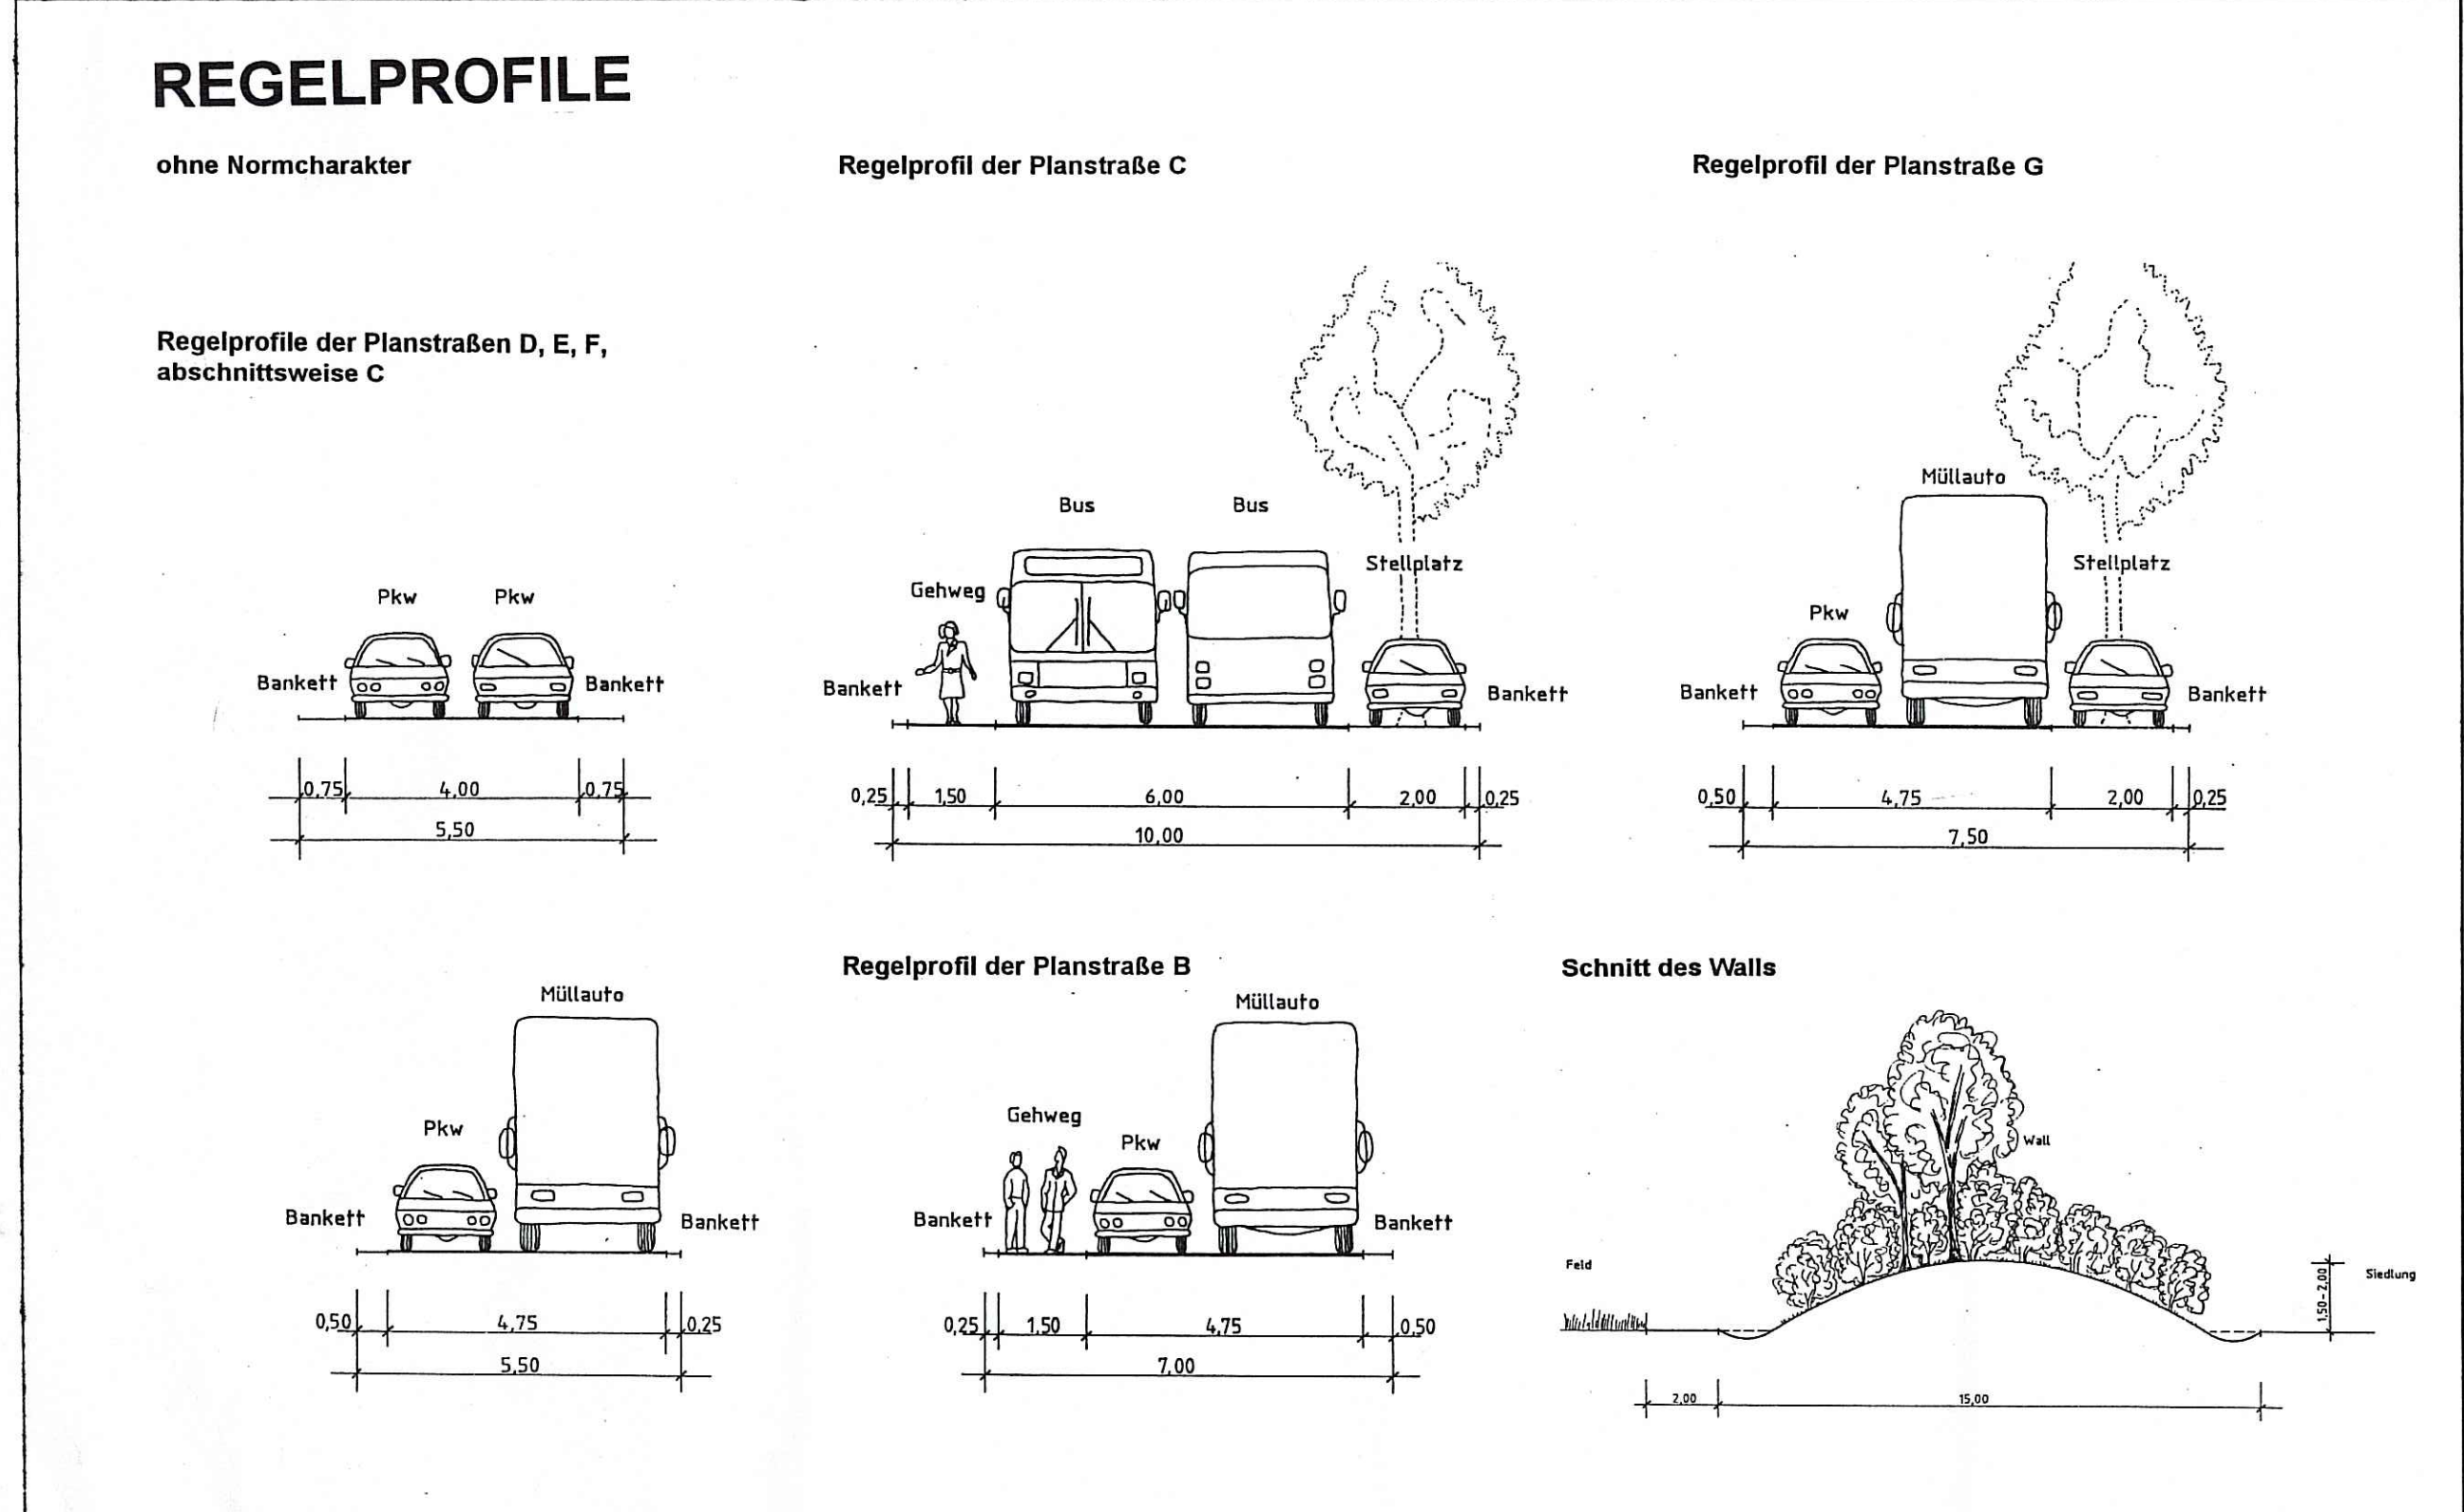 REGELPROFILE
ohne Normcharakter
Regelprofile der Planstraßen D, E, F,
abschnittsweise C
Pkw Pkw
Bankett Bankett
0,75 4,00 0,75
5,50
Müllauto
Pkw
Bankett Bankett
0,50 4,75 0,25
5,50
Regelprofil der Planstraße C
Bus Bus
Stellplatz
Gehweg
Bankett Bankett
0,25 1,50 6,00 2,00 0,25
10,00
Regelprofil der Planstraße B
Müllauto
Gehweg
Pkw
Bankett Bankett
0,25 1,50 4,75 0,50
7,00
Regelprofil der Planstraße G
Müllauto
Stellplatz
Pkw
Bankett Bankett
0,50 4,75 2,00 0,25
7,50
Schnitt des Walls
Wall
Feld
Siedlung
1,50 - 2,00
2,00 15,00